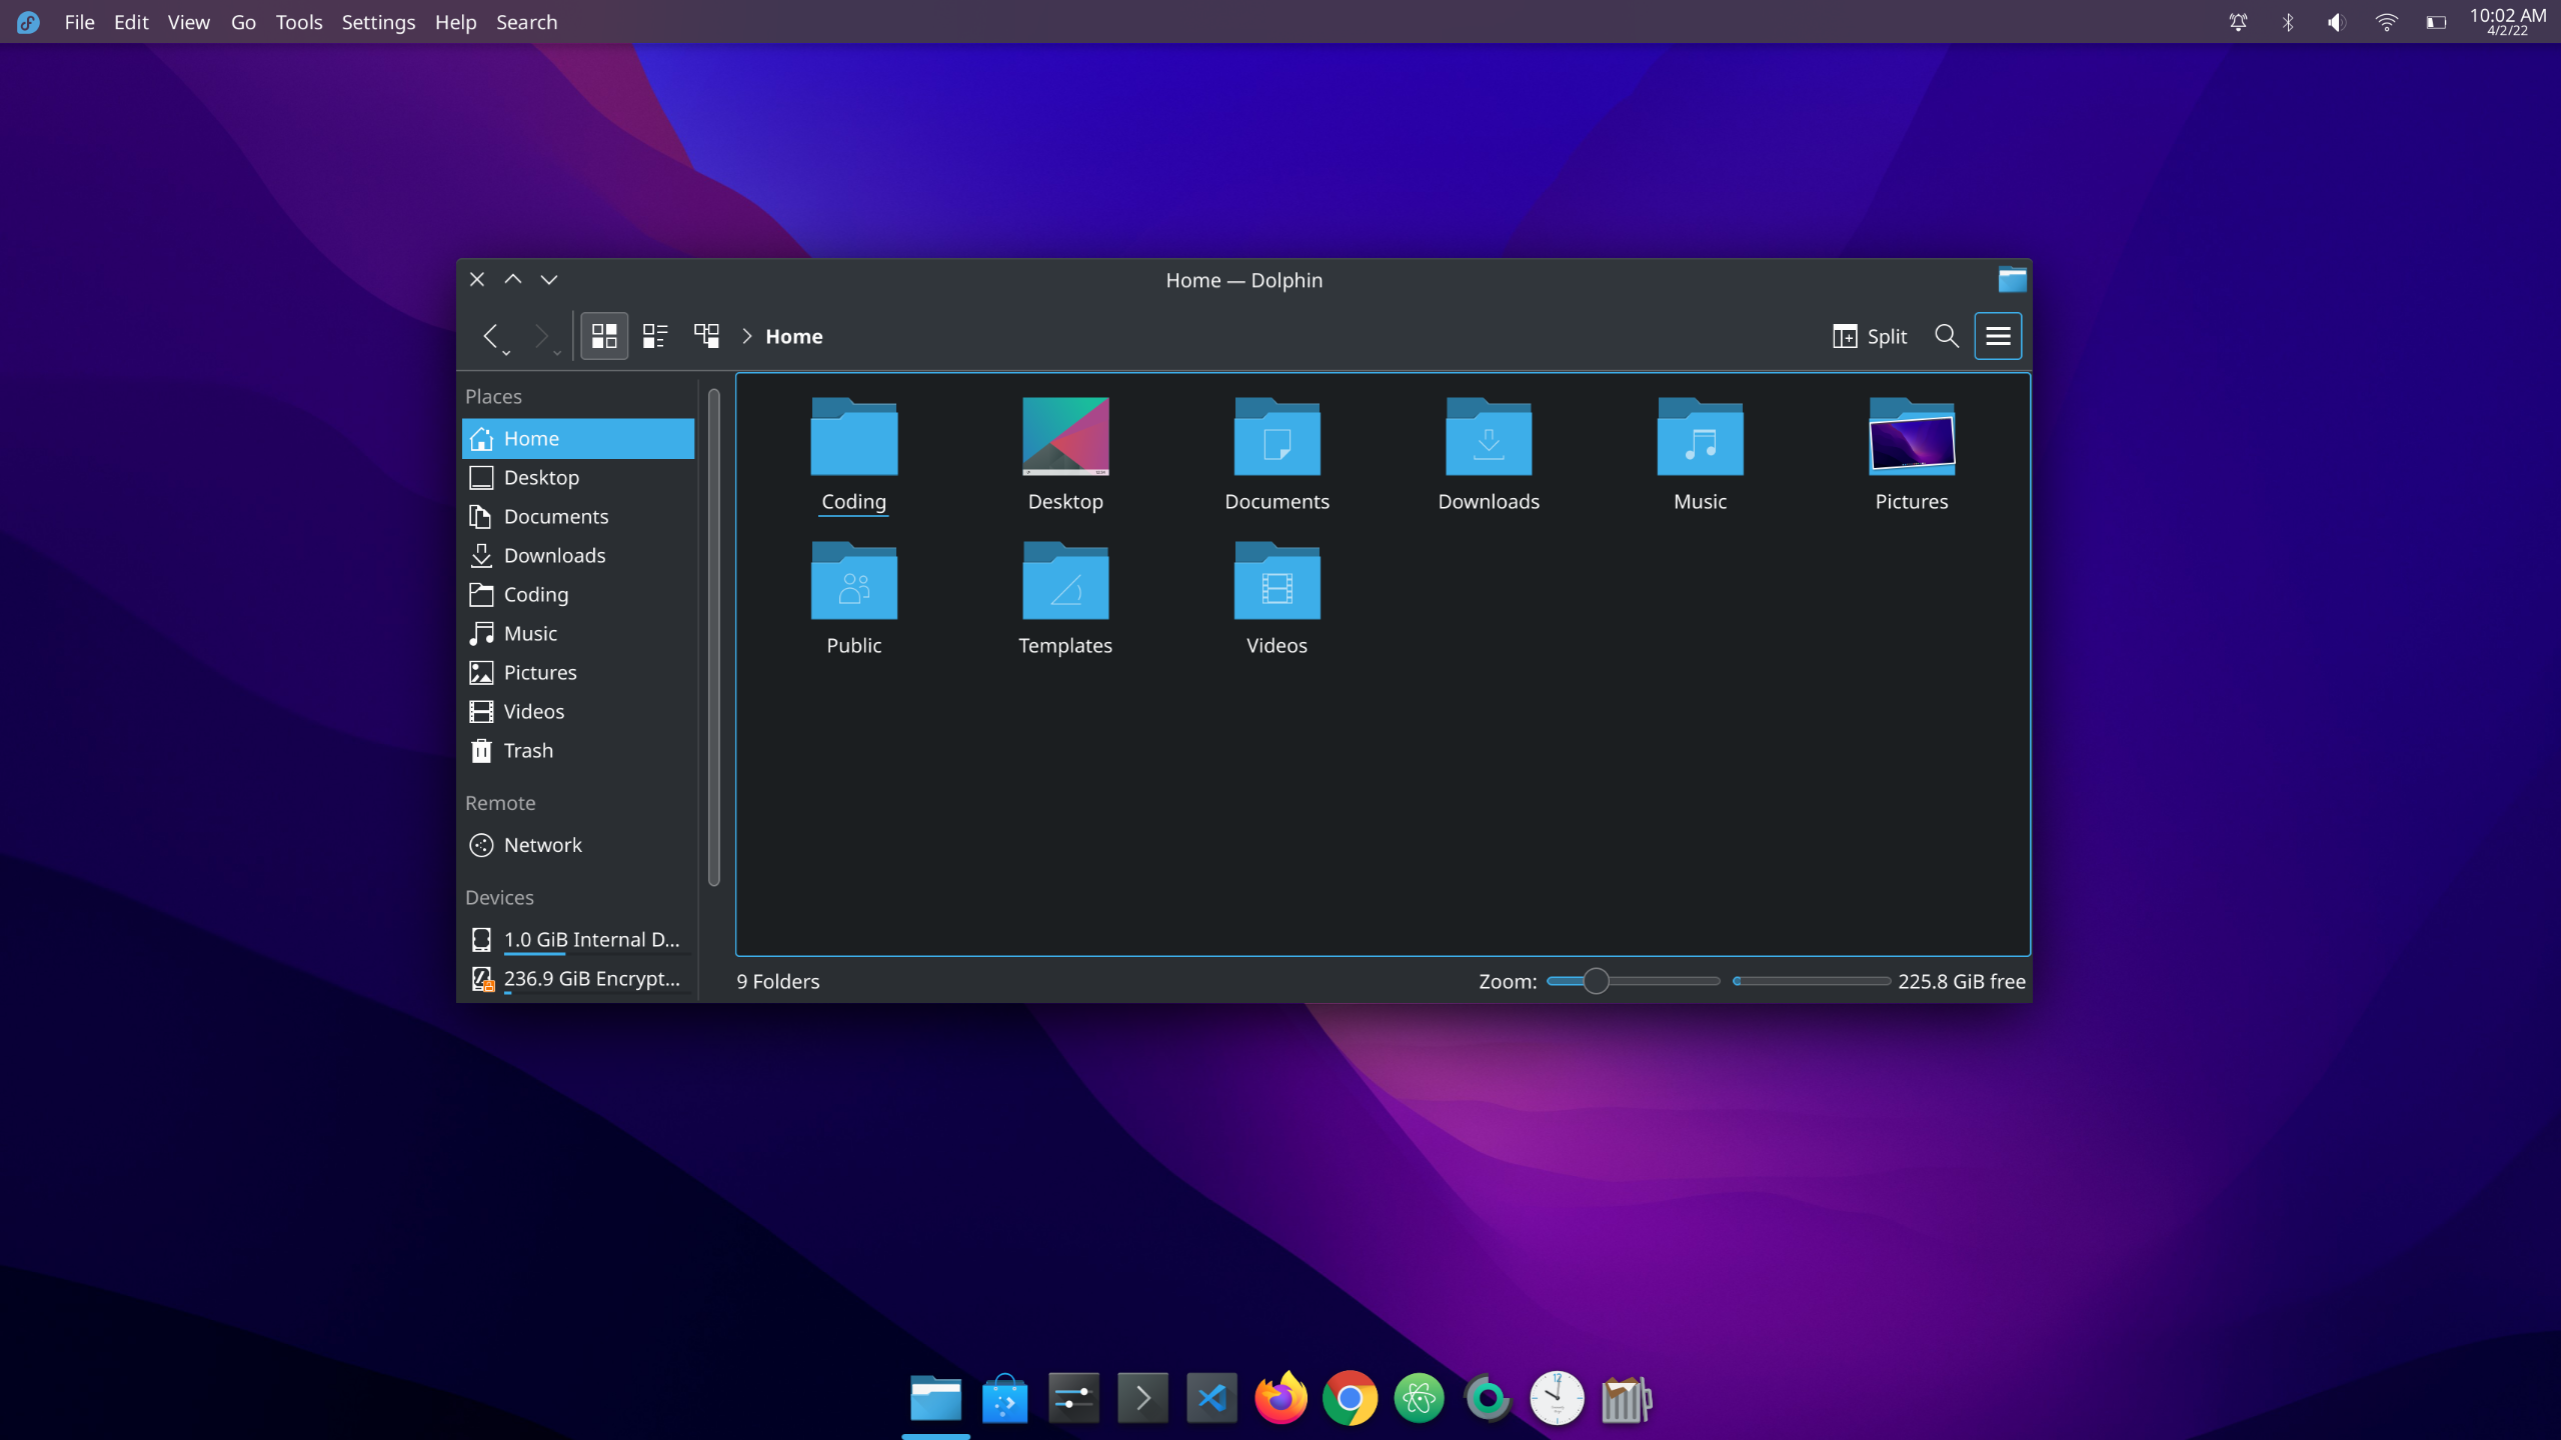 File Edit View Go Tools Settings Help Search
10:02 AM
4/2/22
Home — Dolphin
Home
Split
Places
Home
Desktop
Documents
Downloads
Coding
Music
Pictures
Videos
Trash
Remote
Network
Devices
1.0 GiB Internal D...
236.9 GiB Encrypt...
Coding Desktop Documents Downloads Music Pictures
Public Templates Videos
9 Folders
Zoom:
225.8 GiB free
12